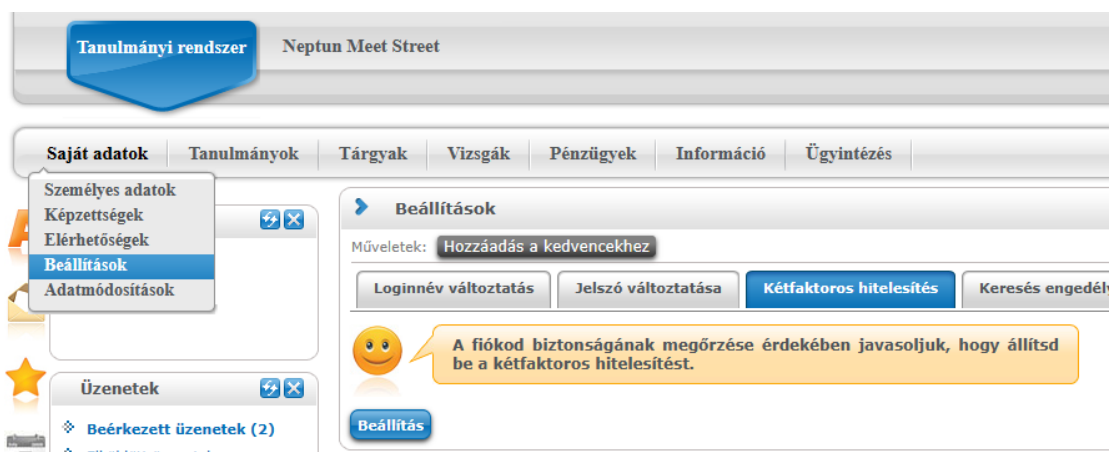 Tanulmányi rendszer
Neptun Meet Street
Saját adatok
Tanulmányok
Tárgyak
Vizsgák
Pénzügyek
Információ
Ügyintézés
Személyes adatok
Képzettségek
Elérhetőségek
Beállítások
Adatmódosítások
Beállítások
Műveletek: Hozzáadás a kedvencekhez
Loginnév változtatás
Jelszó változtatása
Kétfaktoros hitelesítés
Keresés engedély
A fiókod biztonságának megőrzése érdekében javasoljuk, hogy állítsd
be a kétfaktoros hitelesítést.
Beállítás
Üzenetek
Beérkezett üzenetek (2)